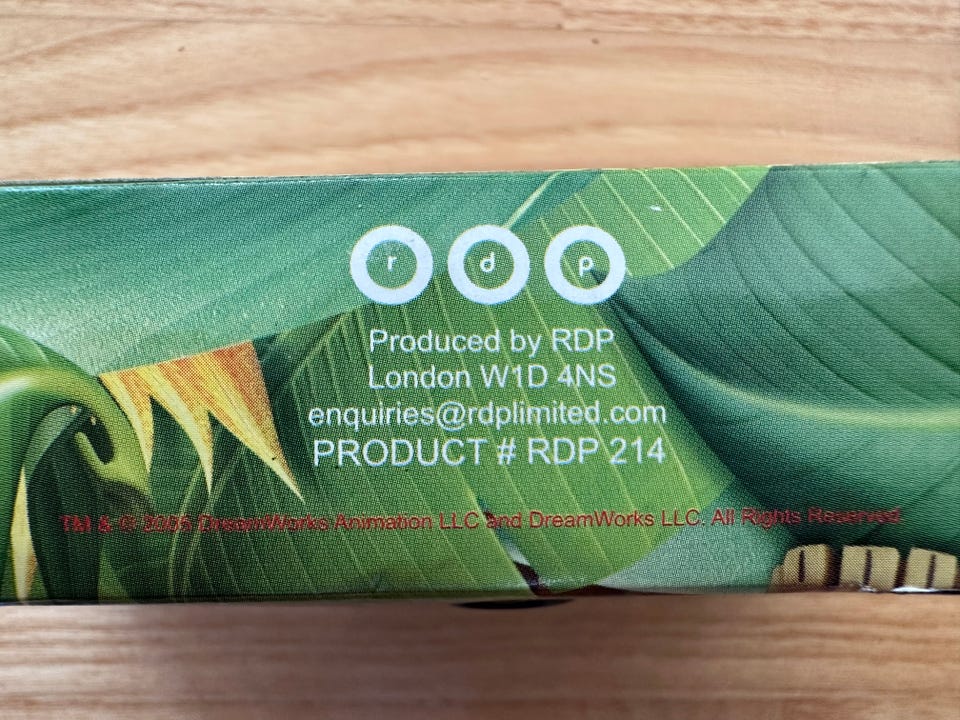 r d p
Produced by RDP
London W1D 4NS
enquiries@rdplimited.com
PRODUCT # RDP 214
TM & © 2005 DreamWorks Animation LLC and DreamWorks LLC. All Rights Reserved.